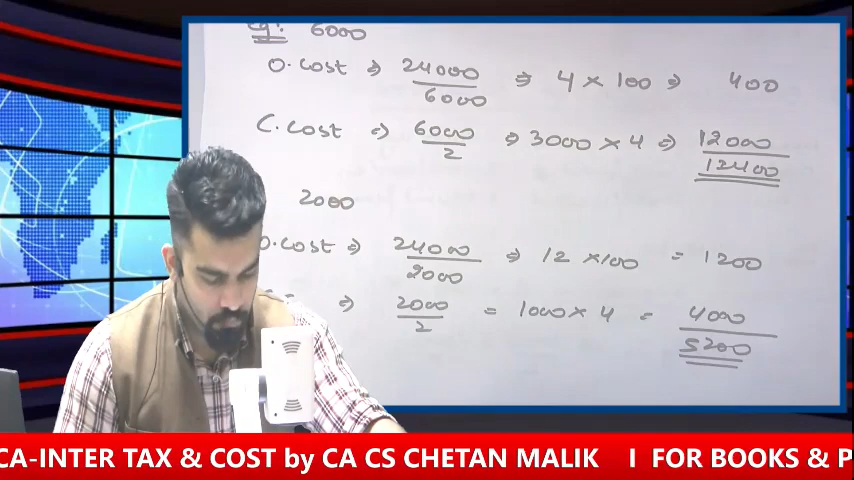 Eg: 6000
O. cost ⇒ 24000/6000 ⇒ 4 × 100 ⇒ 400
C. cost ⇒ 6000/2 ⇒ 3000 × 4 ⇒ 12000
12400
2000
O. cost ⇒ 24000/2000 ⇒ 12 × 100 = 1200
⇒ 2000/2 = 1000 × 4 = 4000
5200
CA-INTER TAX & COST by CA CS CHETAN MALIK I FOR BOOKS & P